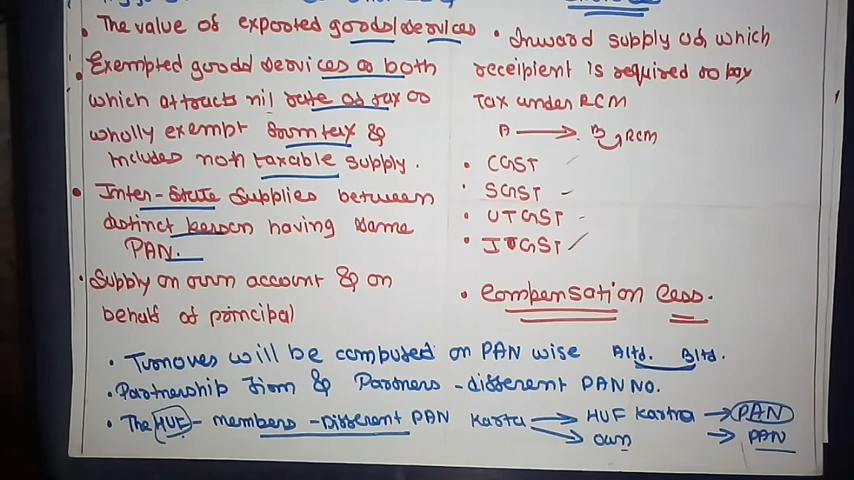 • The value of exported goods/services
• Exempted goods services or both
which attracts nil rate of tax or
wholly exempt from tax &
includes non taxable supply.
• Inter-State supplies between
distinct person having same
PAN.
• Supply on own account & on
behalf of principal
• Inward supply on which
receipient is required to pay
Tax under RCM
A → B RCM
• CGST
• SGST
• UTGST
• IGST
• Compensation Cess.
• Turnover will be computed on PAN wise A ltd. B ltd.
• Partnership firm & Partners - different PAN NO.
• The HUF - members - Different PAN Karta → HUF Karta → PAN
→ own → PAN